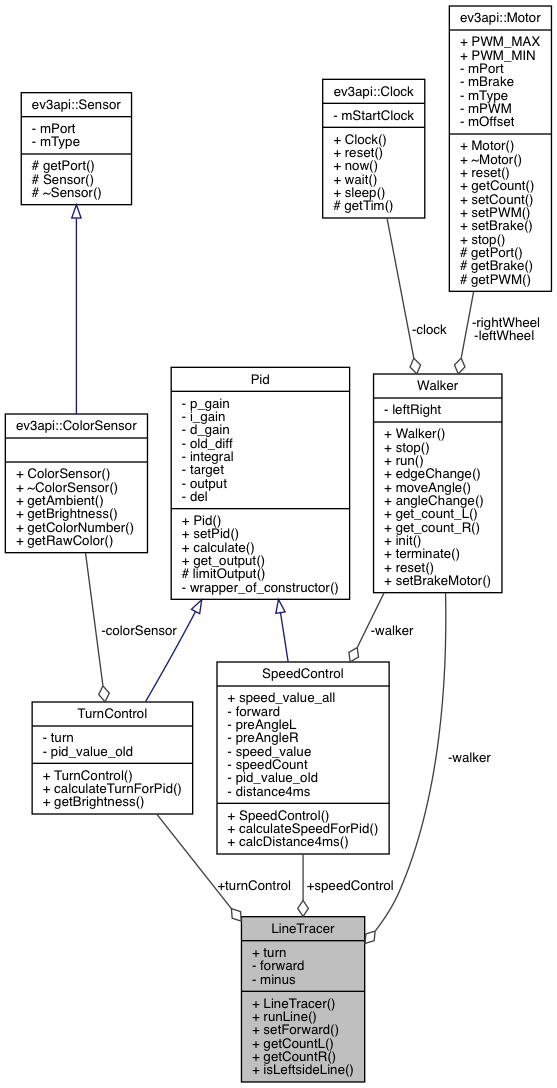 ev3api::Motor
+ PWM_MAX
+ PWM_MIN
- mPort
- mBrake
- mType
- mPWM
- mOffset
+ Motor()
+ ~Motor()
+ reset()
+ getCount()
+ setCount()
+ setPWM()
+ setBrake()
+ stop()
# getPort()
# getBrake()
# getPWM()
ev3api::Clock
- mStartClock
+ Clock()
+ reset()
+ now()
+ wait()
+ sleep()
# getTim()
ev3api::Sensor
- mPort
- mType
# getPort()
# Sensor()
# ~Sensor()
-clock
-rightWheel
-leftWheel
Pid
- p_gain
- i_gain
- d_gain
- old_diff
- integral
- target
- output
- del
+ Pid()
+ setPid()
+ calculate()
+ get_output()
# limitOutput()
- wrapper_of_constructor()
Walker
- leftRight
+ Walker()
+ stop()
+ run()
+ edgeChange()
+ moveAngle()
+ angleChange()
+ get_count_L()
+ get_count_R()
+ init()
+ terminate()
+ reset()
+ setBrakeMotor()
ev3api::ColorSensor
+ ColorSensor()
+ ~ColorSensor()
+ getAmbient()
+ getBrightness()
+ getColorNumber()
+ getRawColor()
-colorSensor
-walker
SpeedControl
+ speed_value_all
- forward
- preAngleL
- preAngleR
- speed_value
- speedCount
- pid_value_old
- distance4ms
+ SpeedControl()
+ calculateSpeedForPid()
+ calcDistance4ms()
TurnControl
- turn
- pid_value_old
+ TurnControl()
+ calculateTurnForPid()
+ getBrightness()
-walker
+turnControl
+speedControl
LineTracer
+ turn
- forward
- minus
+ LineTracer()
+ runLine()
+ setForward()
+ getCountL()
+ getCountR()
+ isLeftsideLine()